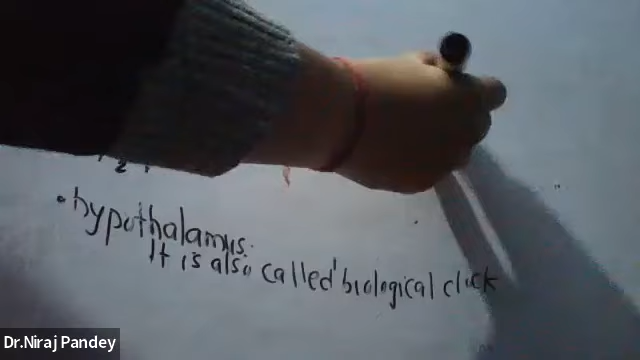 • hypothalamus:
It is also called biological clock
Dr.Niraj Pandey